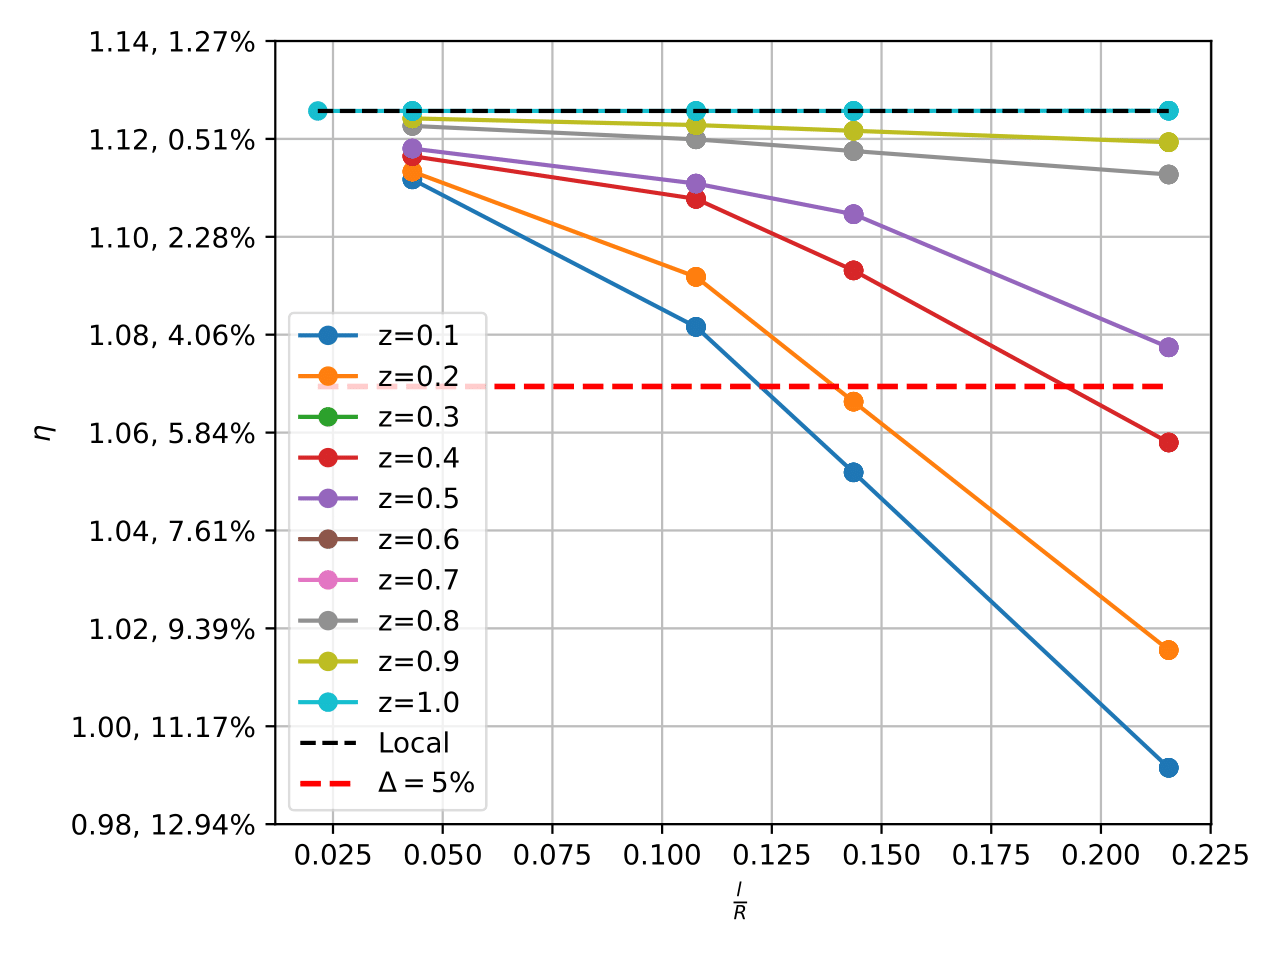 1.14, 1.27%
1.12, 0.51%
1.10, 2.28%
1.08, 4.06%
1.06, 5.84%
1.04, 7.61%
1.02, 9.39%
1.00, 11.17%
0.98, 12.94%
η
z=0.1
z=0.2
z=0.3
z=0.4
z=0.5
z=0.6
z=0.7
z=0.8
z=0.9
z=1.0
Local
Δ = 5%
0.025 0.050 0.075 0.100 0.125 0.150 0.175 0.200 0.225
l
R